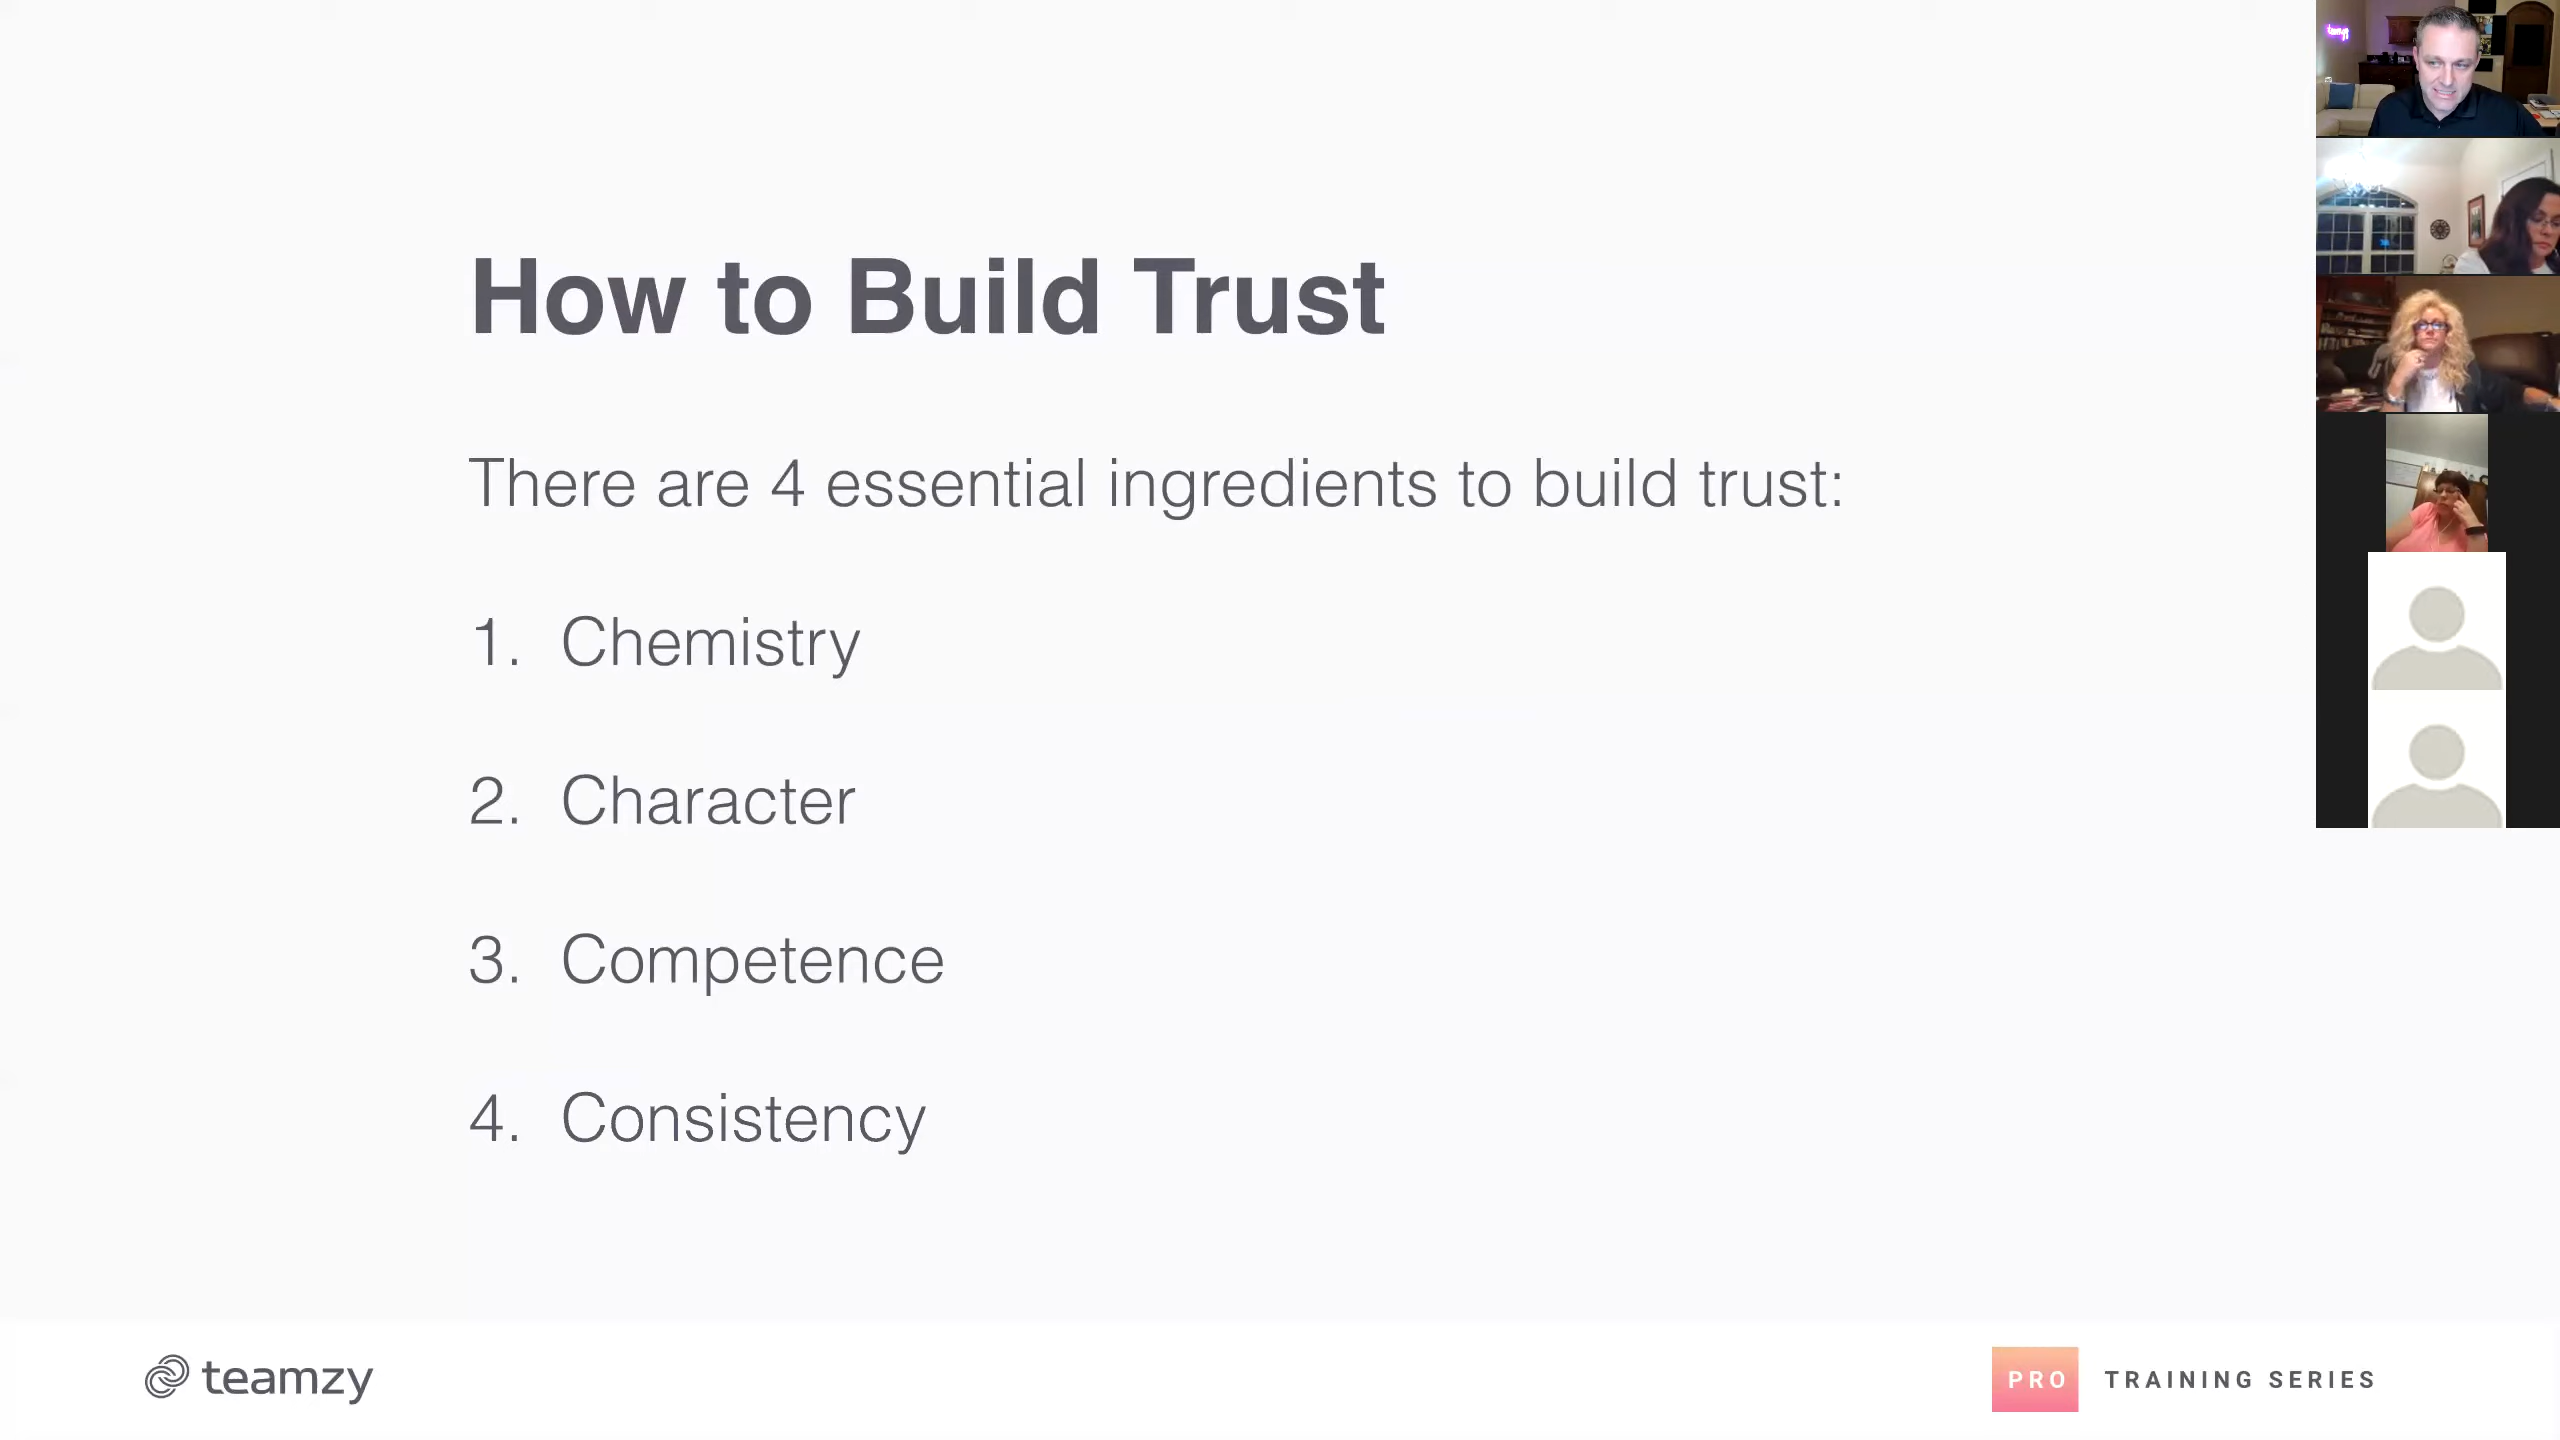 How to Build Trust
There are 4 essential ingredients to build trust:
1. Chemistry
2. Character
3. Competence
4. Consistency
teamzy
PRO TRAINING SERIES
teamzy